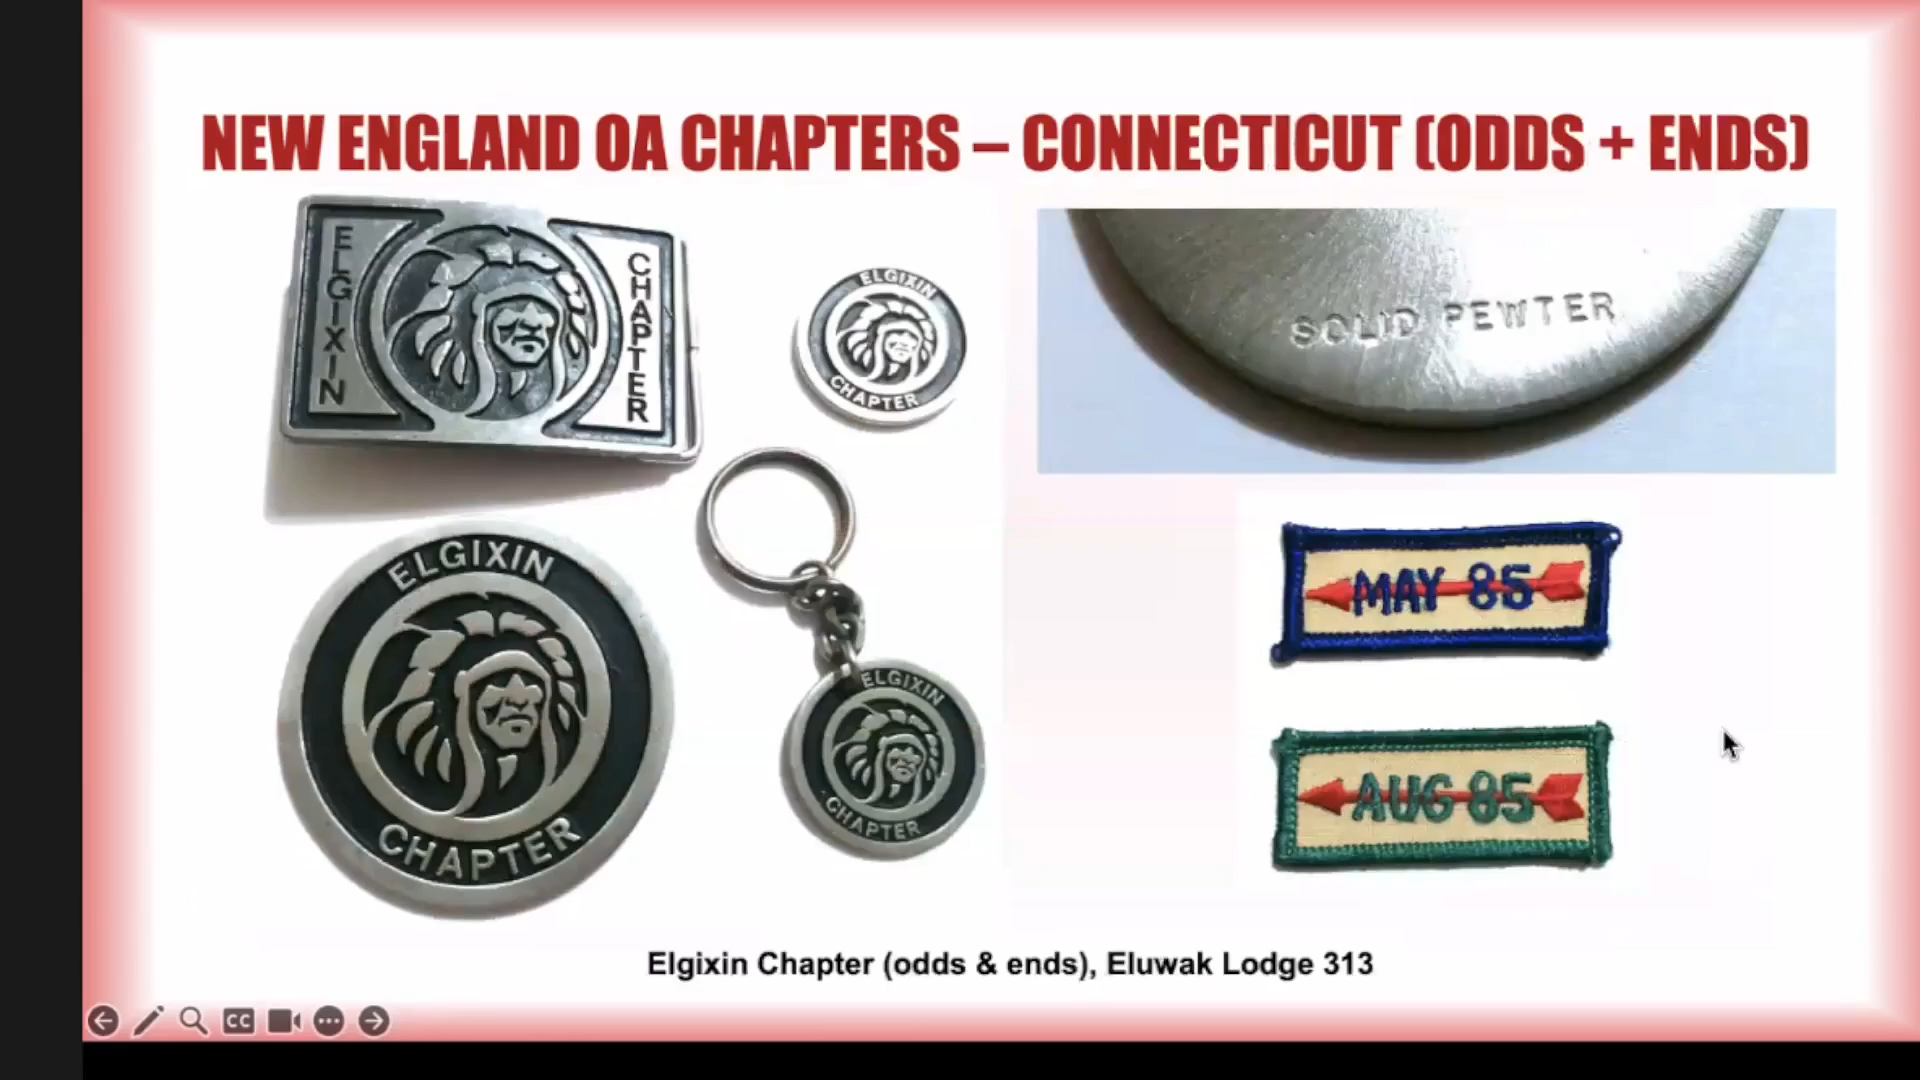 NEW ENGLAND OA CHAPTERS – CONNECTICUT (ODDS + ENDS)
ELGIXIN
CHAPTER
ELGIXIN
CHAPTER
SOLID PEWTER
ELGIXIN
CHAPTER
ELGIXIN
CHAPTER
MAY 85
AUG 85
Elgixin Chapter (odds & ends), Eluwak Lodge 313
CC